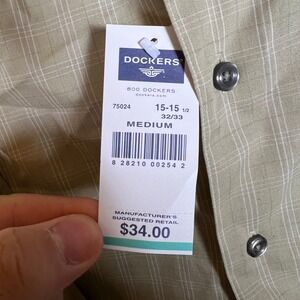 DOCKERS
800 DOCKERS
dockers.com
75024 15-15 1/2
32/33
MEDIUM
8 28210 00254 2
MANUFACTURER'S
SUGGESTED RETAIL
$34.00